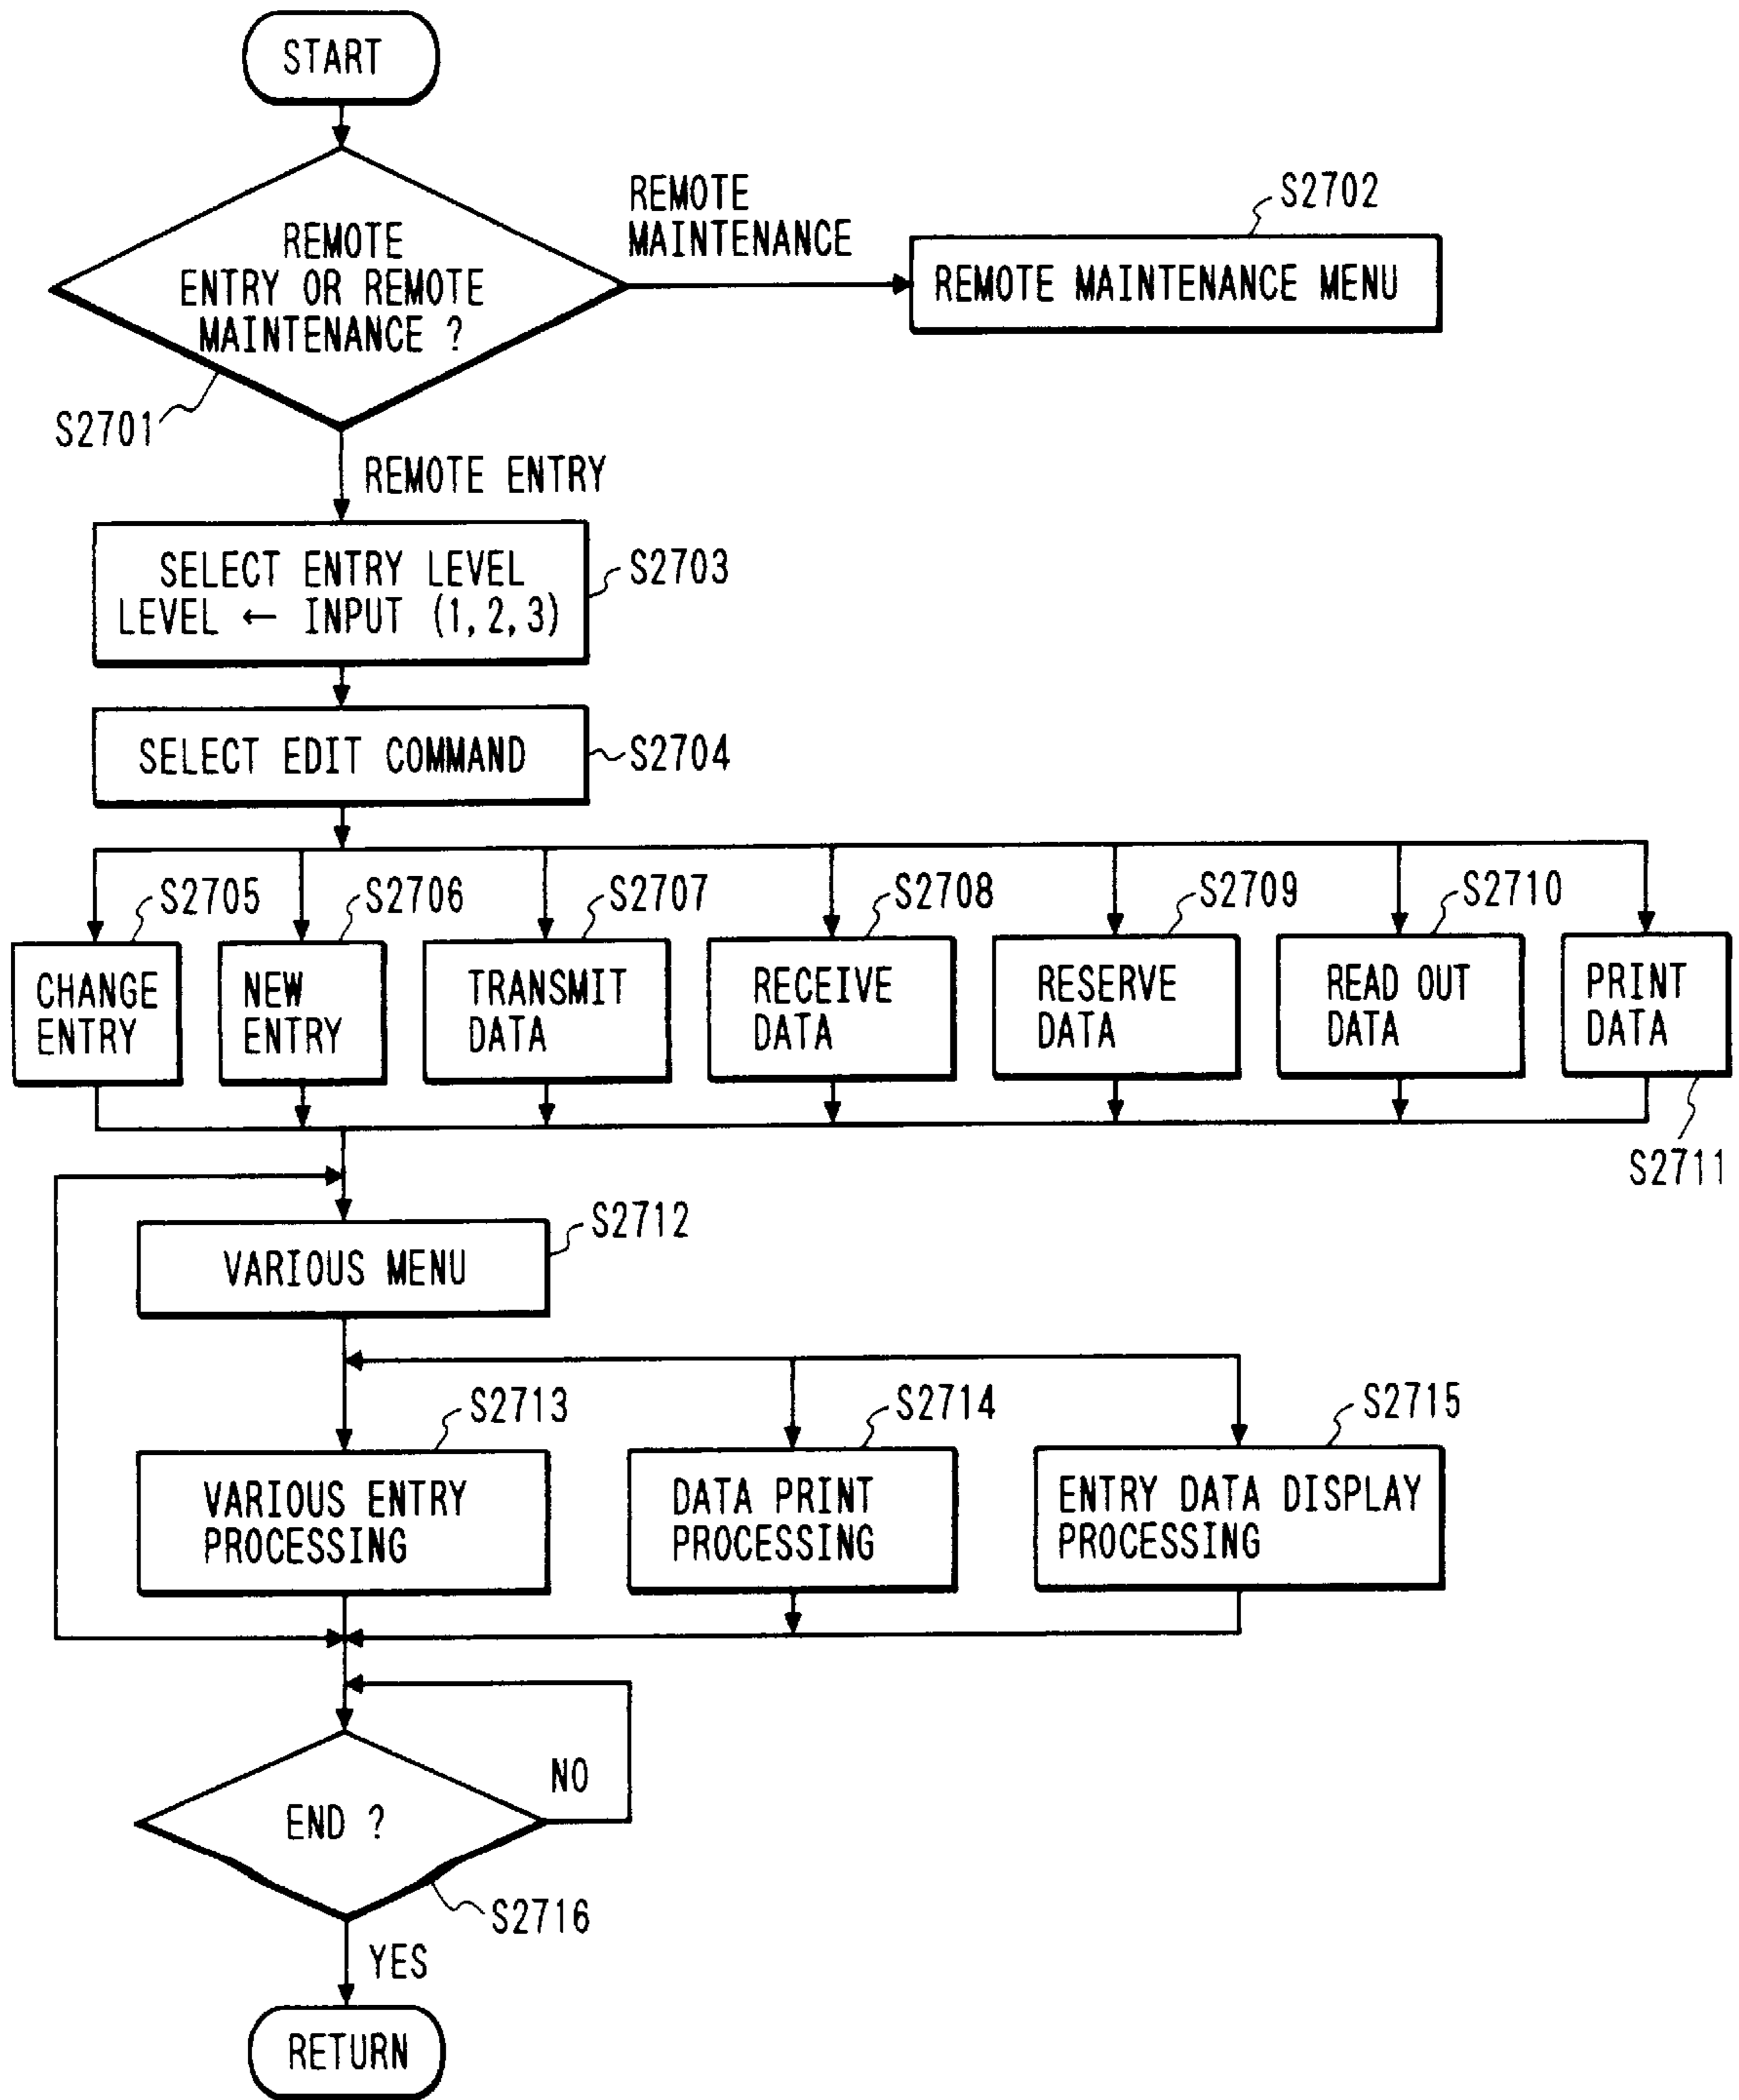 START
REMOTE
ENTRY OR REMOTE
MAINTENANCE ?
REMOTE
MAINTENANCE
S2702
REMOTE MAINTENANCE MENU
S2701
REMOTE ENTRY
SELECT ENTRY LEVEL
LEVEL ← INPUT (1, 2, 3)
S2703
SELECT EDIT COMMAND
S2704
S2705
S2706
S2707
S2708
S2709
S2710
CHANGE
ENTRY
NEW
ENTRY
TRANSMIT
DATA
RECEIVE
DATA
RESERVE
DATA
READ OUT
DATA
PRINT
DATA
S2711
S2712
VARIOUS MENU
S2713
S2714
S2715
VARIOUS ENTRY
PROCESSING
DATA PRINT
PROCESSING
ENTRY DATA DISPLAY
PROCESSING
NO
END ?
S2716
YES
RETURN